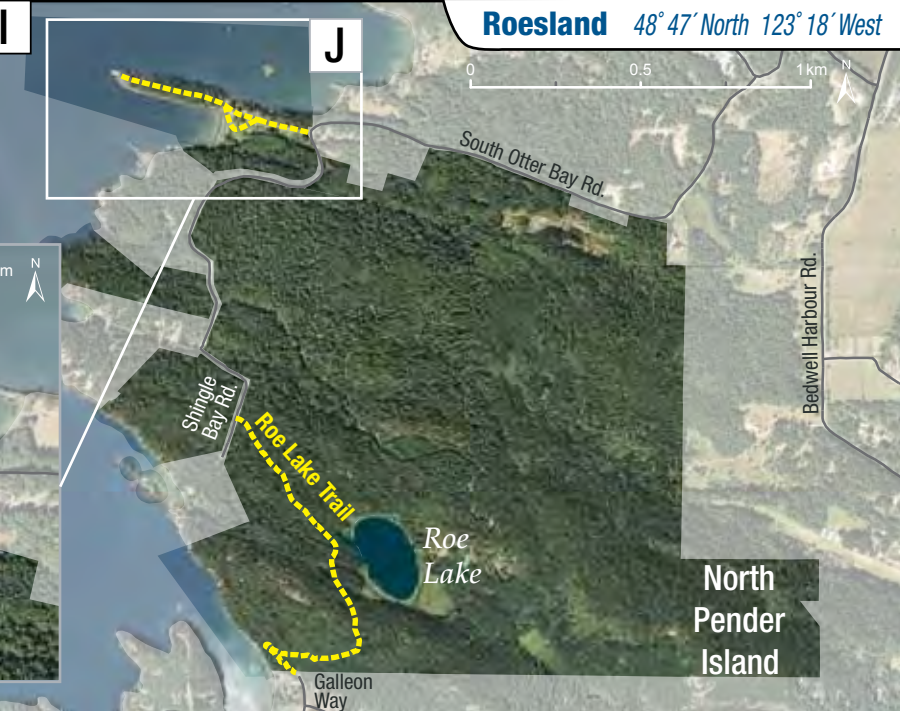 I
J
Roesland 48° 47´ North 123° 18´ West
0 0.5 1 km
N
South Otter Bay Rd.
m
N
Bedwell Harbour Rd.
Shingle
Bay Rd.
Roe Lake Trail
Roe
Lake
North
Pender
Island
Galleon
Way